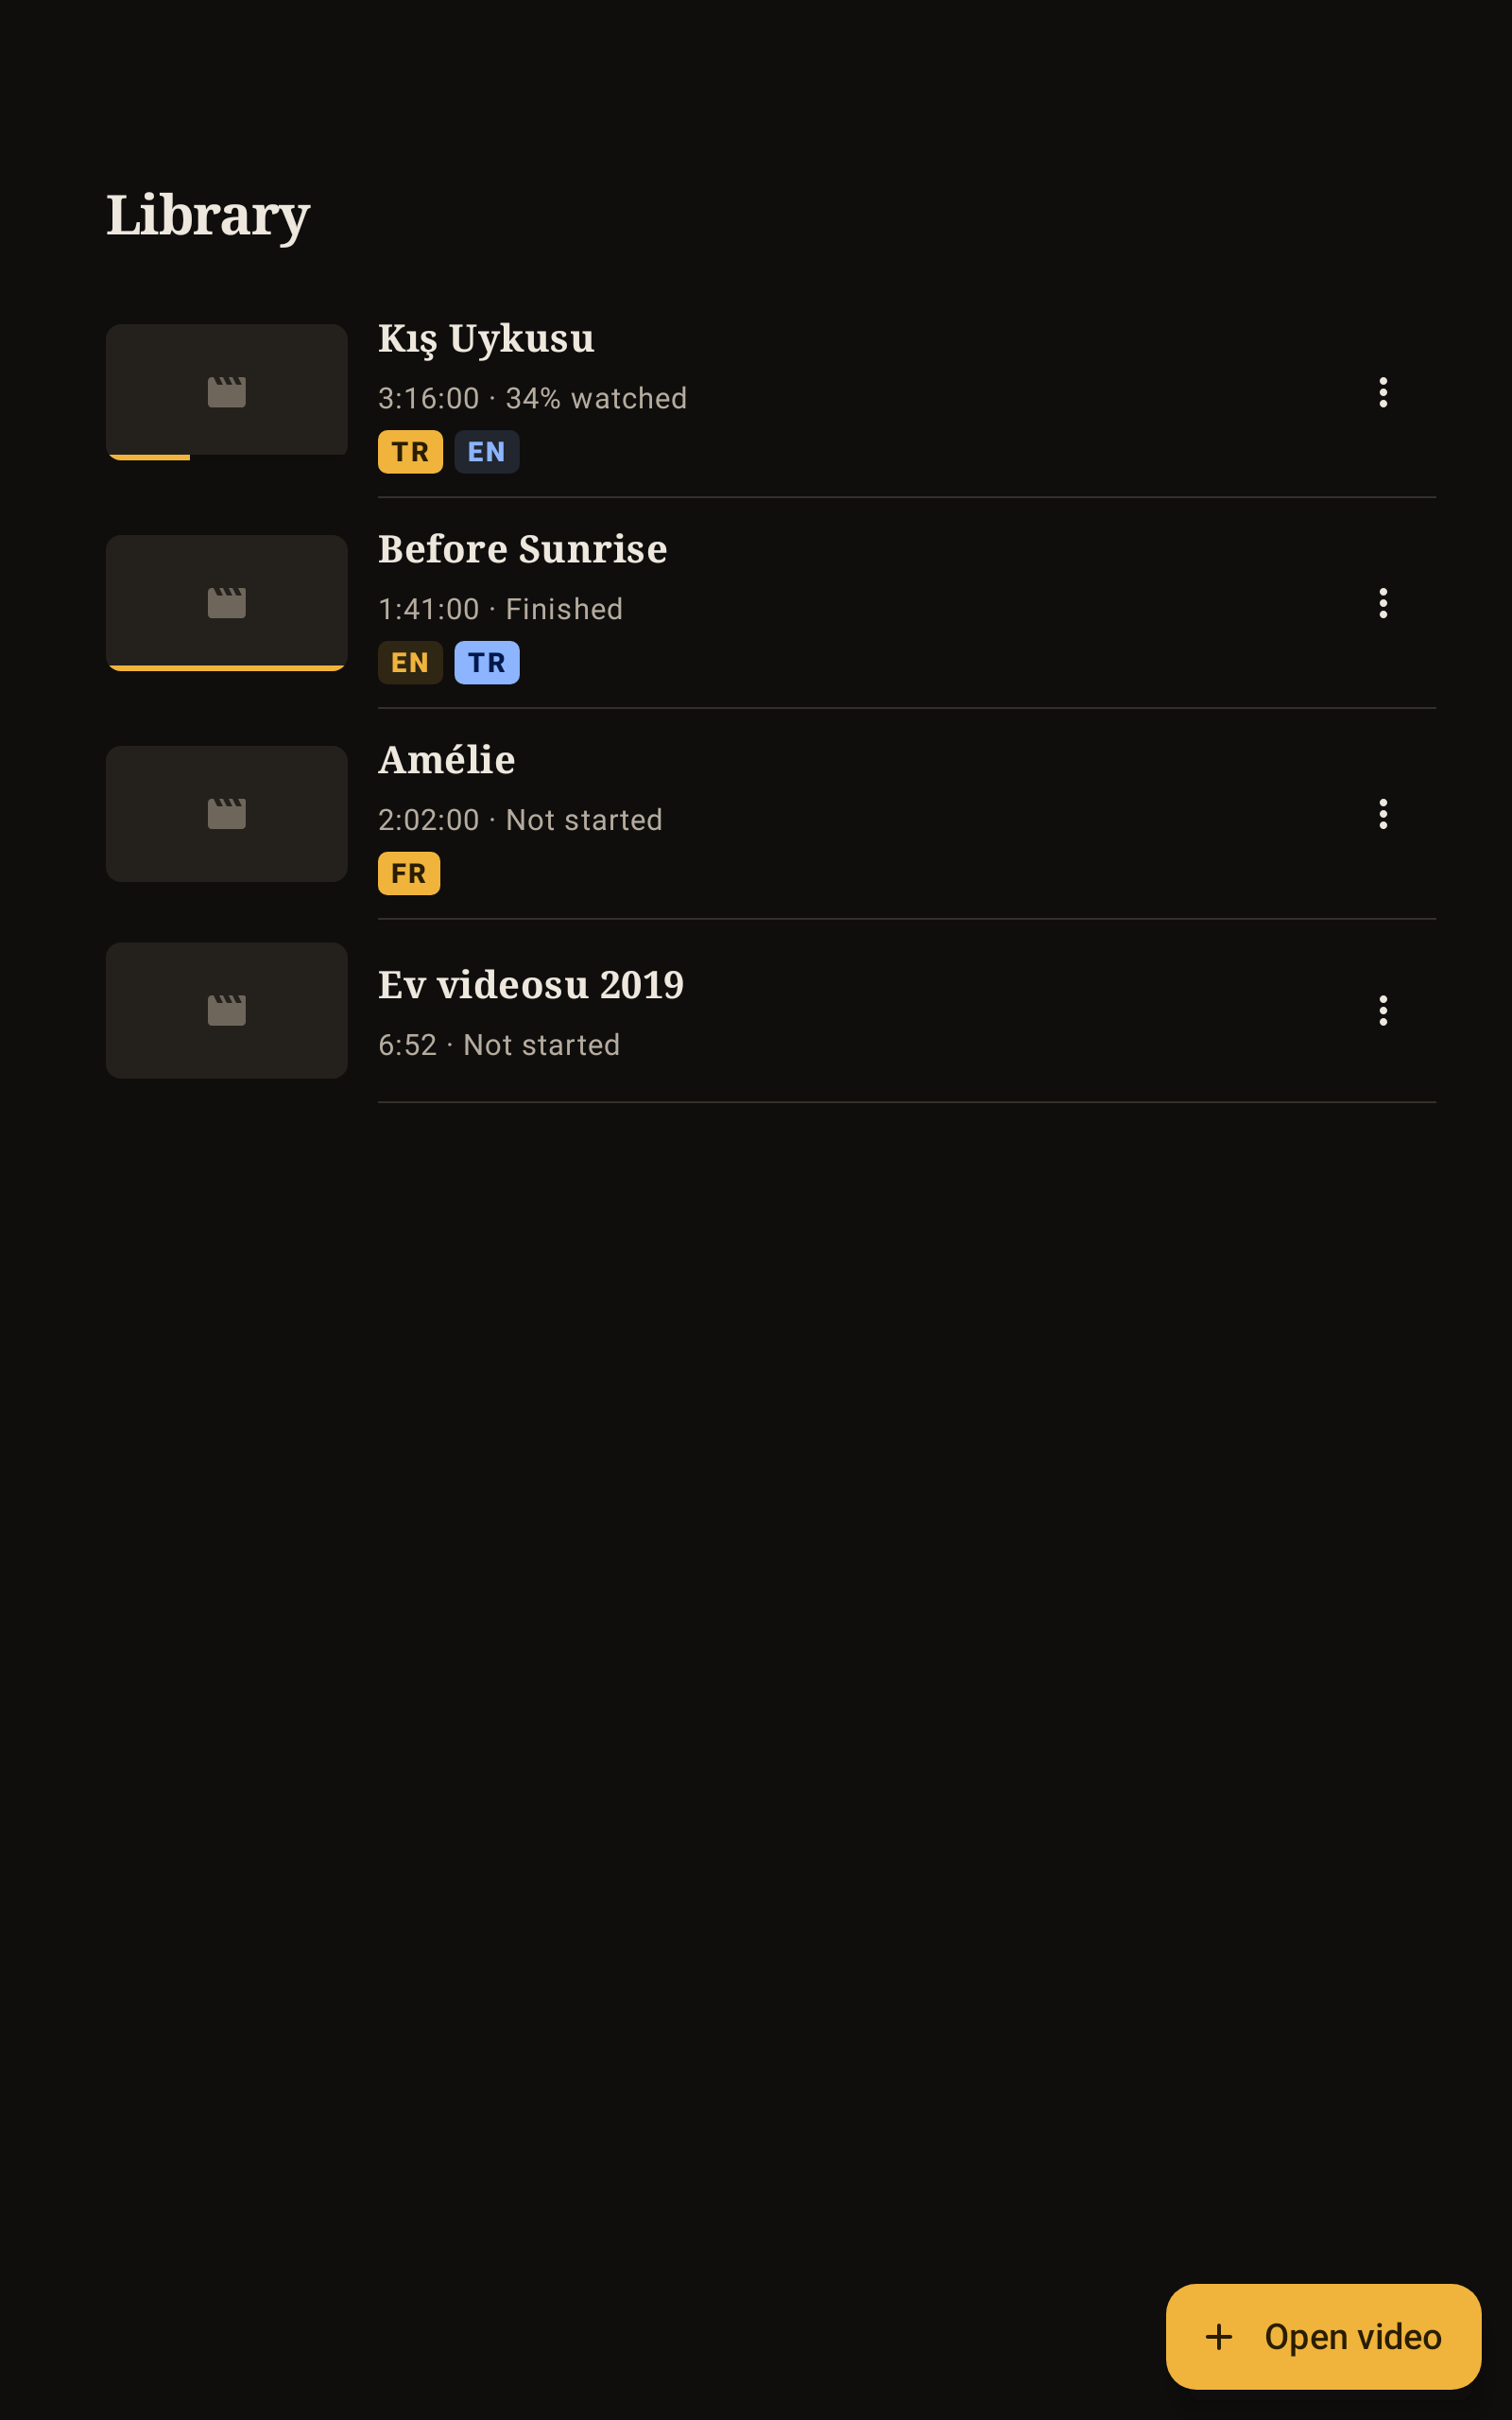 Library
Kış Uykusu
3:16:00 · 34% watched
TR EN
Before Sunrise
1:41:00 · Finished
EN TR
Amélie
2:02:00 · Not started
FR
Ev videosu 2019
6:52 · Not started
+ Open video